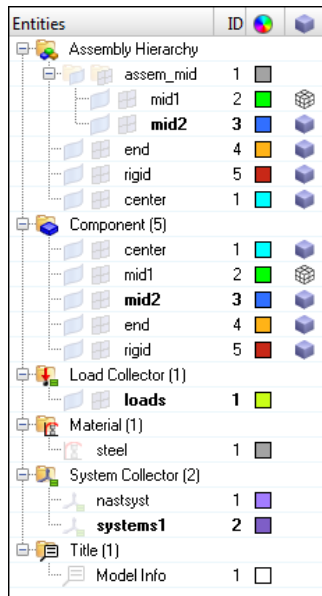 Entities ID
Assembly Hierarchy
assem_mid 1
mid1 2
mid2 3
end 4
rigid 5
center 1
Component (5)
center 1
mid1 2
mid2 3
end 4
rigid 5
Load Collector (1)
loads 1
Material (1)
steel 1
System Collector (2)
nastsyst 1
systems1 2
Title (1)
Model Info 1